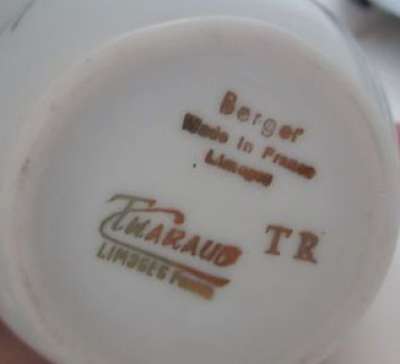 Berger
Made in France
Limoges
Tharaud
LIMOGES France
TR